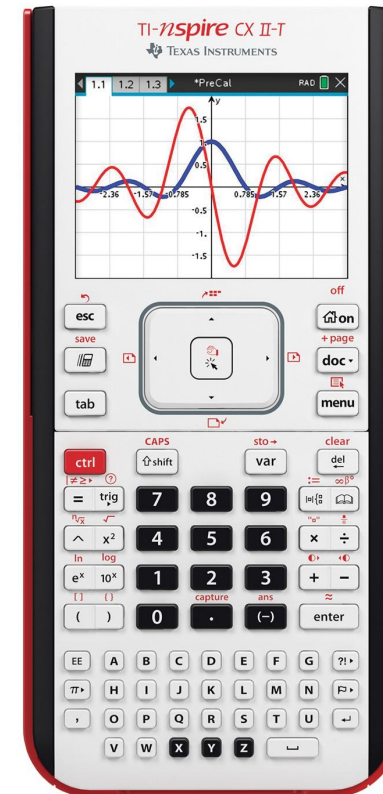 TI-nspire CX II-T
TEXAS INSTRUMENTS
1.1 1.2 1.3 *PreCal RAD
y
1.5
1.
0.5
x
-2.36 -1.57 -0.785 0.785 1.57 2.36
-0.5
-1.
-1.5
off
esc on
save + page
doc
tab menu
CAPS sto→ clear
ctrl shift var del
|≠≥▸ ? := ∞β°
= trig 7 8 9 |▫|{▫
ⁿ√x √ "▫" ÷
^ x² 4 5 6 × ÷
ln log
eˣ 10ˣ 1 2 3 + −
[ ] { } capture ans ≈
( ) 0 . (−) enter
EE A B C D E F G ?!▸
π▸ H I J K L M N
, O P Q R S T U ↵
V W X Y Z